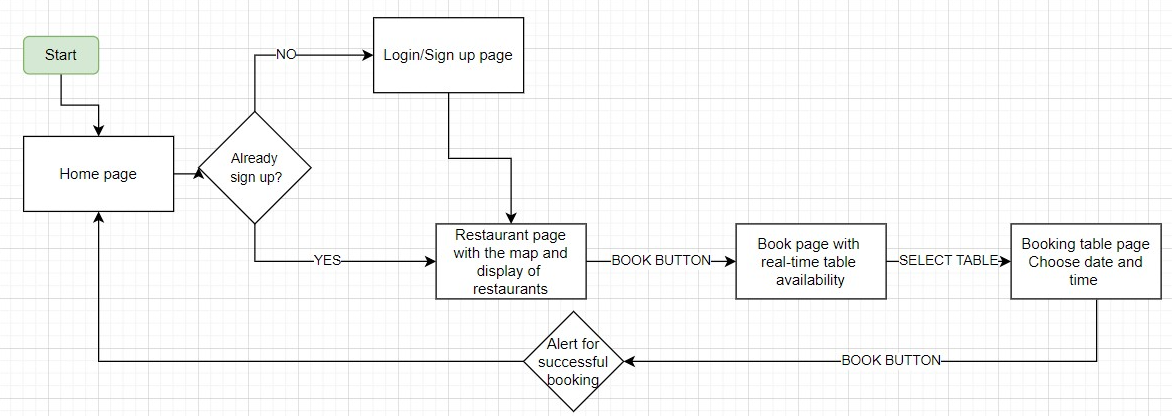 Start
NO
Login/Sign up page
Already
sign up?
Home page
YES
Restaurant page
with the map and
display of
restaurants
BOOK BUTTON
Book page with
real-time table
availability
SELECT TABLE
Booking table page
Choose date and
time
Alert for
successful
booking
BOOK BUTTON